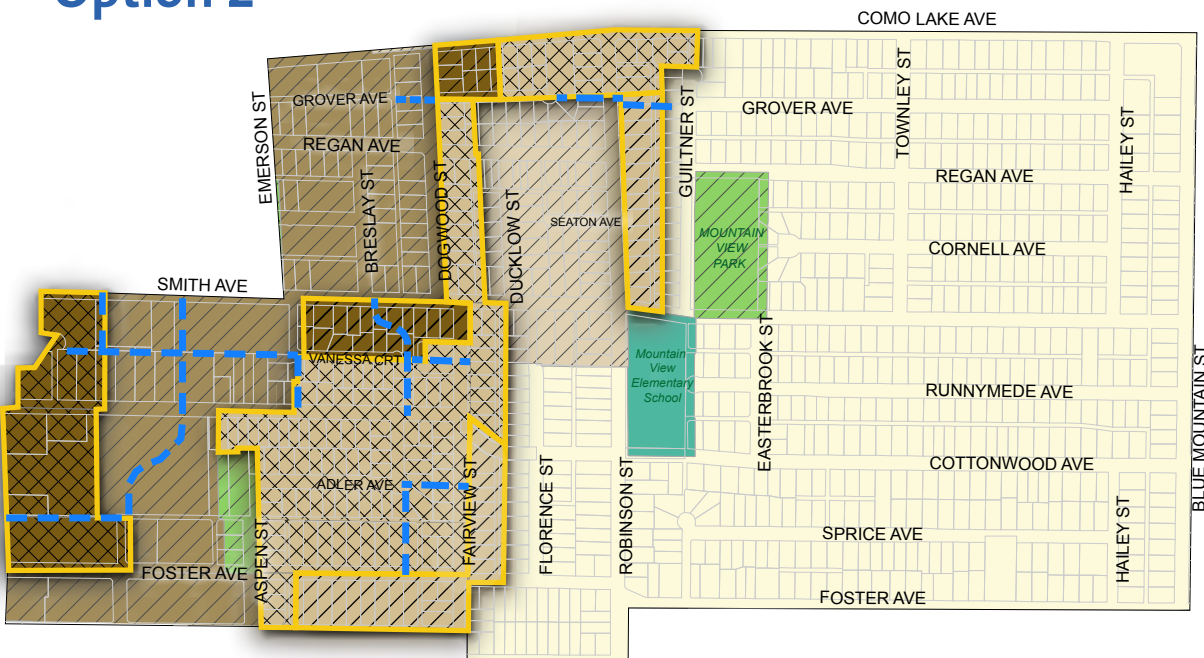 Option 2
COMO LAKE AVE
EMERSON ST
GROVER AVE
REGAN AVE
BRESLAY ST
DOGWOOD ST
DUCKLOW ST
SEATON AVE
GUILTNER ST
GROVER AVE
TOWNLEY ST
HAILEY ST
REGAN AVE
MOUNTAIN
VIEW
PARK
CORNELL AVE
SMITH AVE
VANESSA CRT
Mountain
View
Elementary
School
EASTERBROOK ST
RUNNYMEDE AVE
BLUE MOUNTAIN ST
COTTONWOOD AVE
ADLER AVE
FAIRVIEW ST
FLORENCE ST
ROBINSON ST
SPRICE AVE
HAILEY ST
ASPEN ST
FOSTER AVE
FOSTER AVE